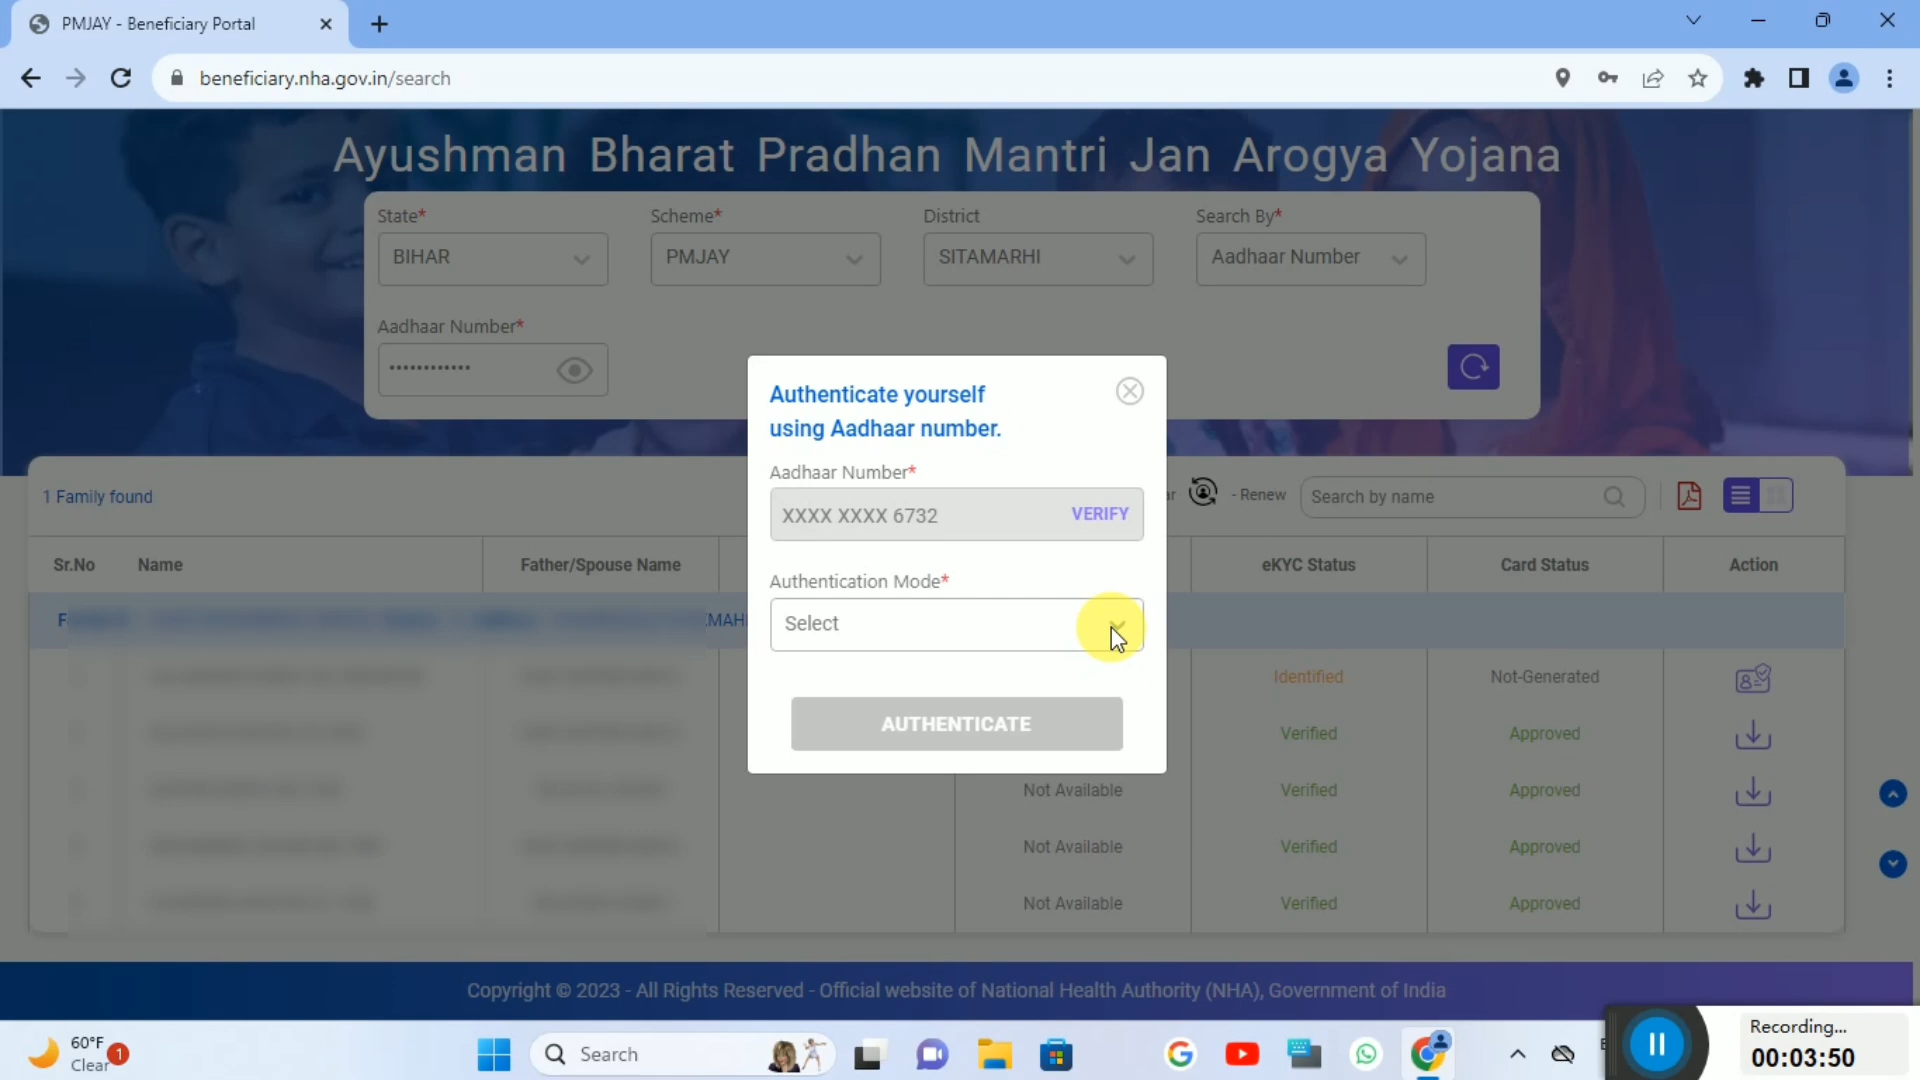 PMJAY - Beneficiary Portal
beneficiary.nha.gov.in/search
Ayushman Bharat Pradhan Mantri Jan Arogya Yojana
State* Scheme* District Search By*
BIHAR PMJAY SITAMARHI Aadhaar Number
Aadhaar Number*
••••••••••••
Authenticate yourself
using Aadhaar number.
Aadhaar Number*
XXXX XXXX 6732 VERIFY
Authentication Mode*
Select
AUTHENTICATE
1 Family found - Renew Search by name
Sr.No Name Father/Spouse Name eKYC Status Card Status Action
Identified Not-Generated
Verified Approved
Not Available Verified Approved
Not Available Verified Approved
Not Available Verified Approved
Copyright © 2023 - All Rights Reserved - Official website of National Health Authority (NHA), Government of India
60°F
Clear 1
Search
Recording...
00:03:50